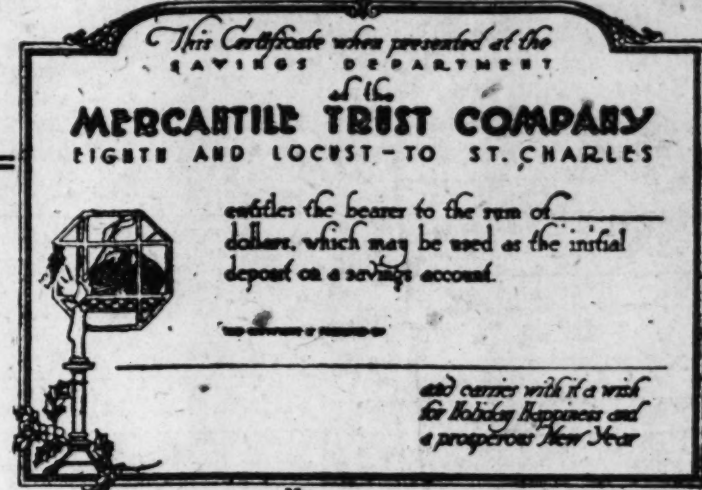 This Certificate when presented at the
SAVINGS DEPARTMENT
of the
MERCANTILE TRUST COMPANY
EIGHTH AND LOCUST - TO ST. CHARLES
entitles the bearer to the sum of
dollars, which may be used as the initial
deposit on a savings account.
and carries with it a wish
for Holiday Happiness and
a prosperous New Year